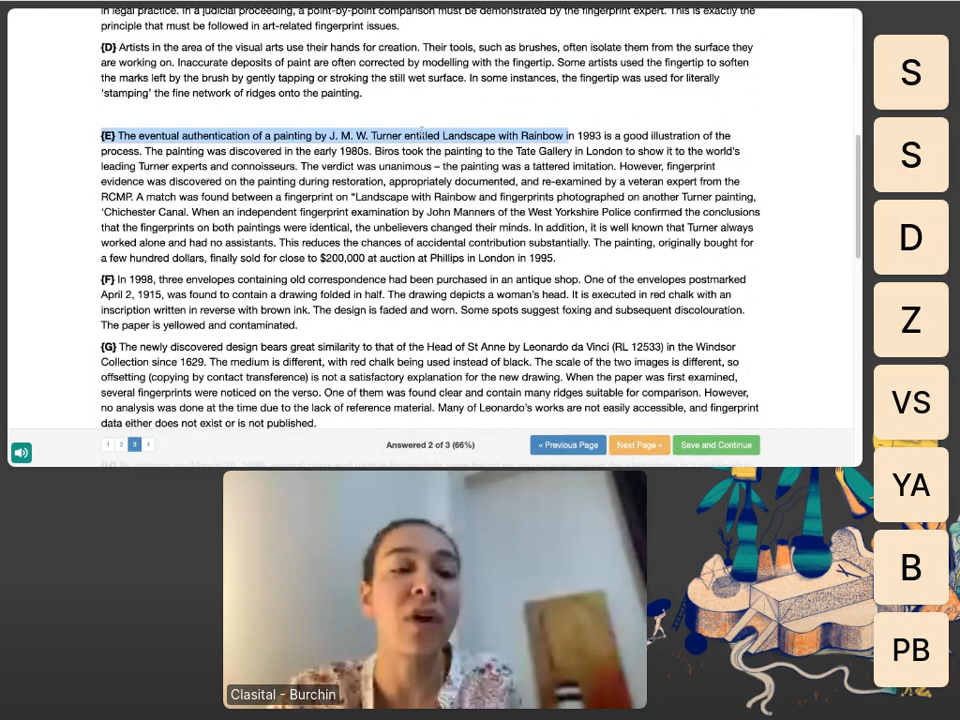 in legal practice. In a judicial proceeding, a point-by-point comparison must be demonstrated by the fingerprint expert. This is exactly the
principle that must be followed in art-related fingerprint issues.
{D} Artists in the area of the visual arts use their hands for creation. Their tools, such as brushes, often isolate them from the surface they
are working on. Inaccurate deposits of paint are often corrected by modelling with the fingertip. Some artists used the fingertip to soften
the marks left by the brush by gently tapping or stroking the still wet surface. In some instances, the fingertip was used for literally
‘stamping’ the fine network of ridges onto the painting.
{E} The eventual authentication of a painting by J. M. W. Turner entitled Landscape with Rainbow in 1993 is a good illustration of the
process. The painting was discovered in the early 1980s. Biros took the painting to the Tate Gallery in London to show it to the world’s
leading Turner experts and connoisseurs. The verdict was unanimous – the painting was a tattered imitation. However, fingerprint
evidence was discovered on the painting during restoration, appropriately documented, and re-examined by a veteran expert from the
RCMP. A match was found between a fingerprint on “Landscape with Rainbow and fingerprints photographed on another Turner painting,
‘Chichester Canal. When an independent fingerprint examination by John Manners of the West Yorkshire Police confirmed the conclusions
that the fingerprints on both paintings were identical, the unbelievers changed their minds. In addition, it is well known that Turner always
worked alone and had no assistants. This reduces the chances of accidental contribution substantially. The painting, originally bought for
a few hundred dollars, finally sold for close to $200,000 at auction at Phillips in London in 1995.
{F} In 1998, three envelopes containing old correspondence had been purchased in an antique shop. One of the envelopes postmarked
April 2, 1915, was found to contain a drawing folded in half. The drawing depicts a woman’s head. It is executed in red chalk with an
inscription written in reverse with brown ink. The design is faded and worn. Some spots suggest foxing and subsequent discolouration.
The paper is yellowed and contaminated.
{G} The newly discovered design bears great similarity to that of the Head of St Anne by Leonardo da Vinci (RL 12533) in the Windsor
Collection since 1629. The medium is different, with red chalk being used instead of black. The scale of the two images is different, so
offsetting (copying by contact transference) is not a satisfactory explanation for the new drawing. When the paper was first examined,
several fingerprints were noticed on the verso. One of them was found clear and contain many ridges suitable for comparison. However,
no analysis was done at the time due to the lack of reference material. Many of Leonardo’s works are not easily accessible, and fingerprint
data either does not exist or is not published.
1 2 3 4
Answered 2 of 3 (66%)
« Previous Page
Next Page »
Save and Continue
S
S
D
Z
VS
YA
B
PB
Clasital - Burchin